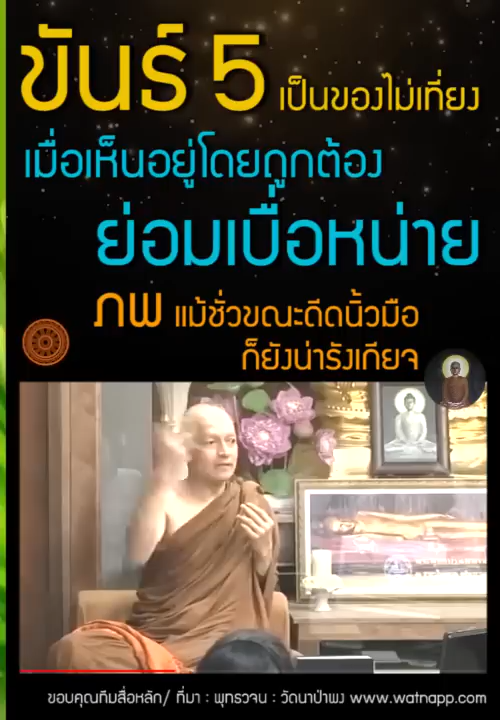 ขันธ์ 5 เป็นของไม่เที่ยง
เมื่อเห็นอยู่โดยถูกต้อง
ย่อมเบื่อหน่าย
ภพ แม้ชั่วขณะดีดนิ้วมือ
ก็ยังน่ารังเกียจ
ขอบคุณทีมสื่อหลัก/ ที่มา : พุทธวจน : วัดนาป่าพง www.watnapp.com